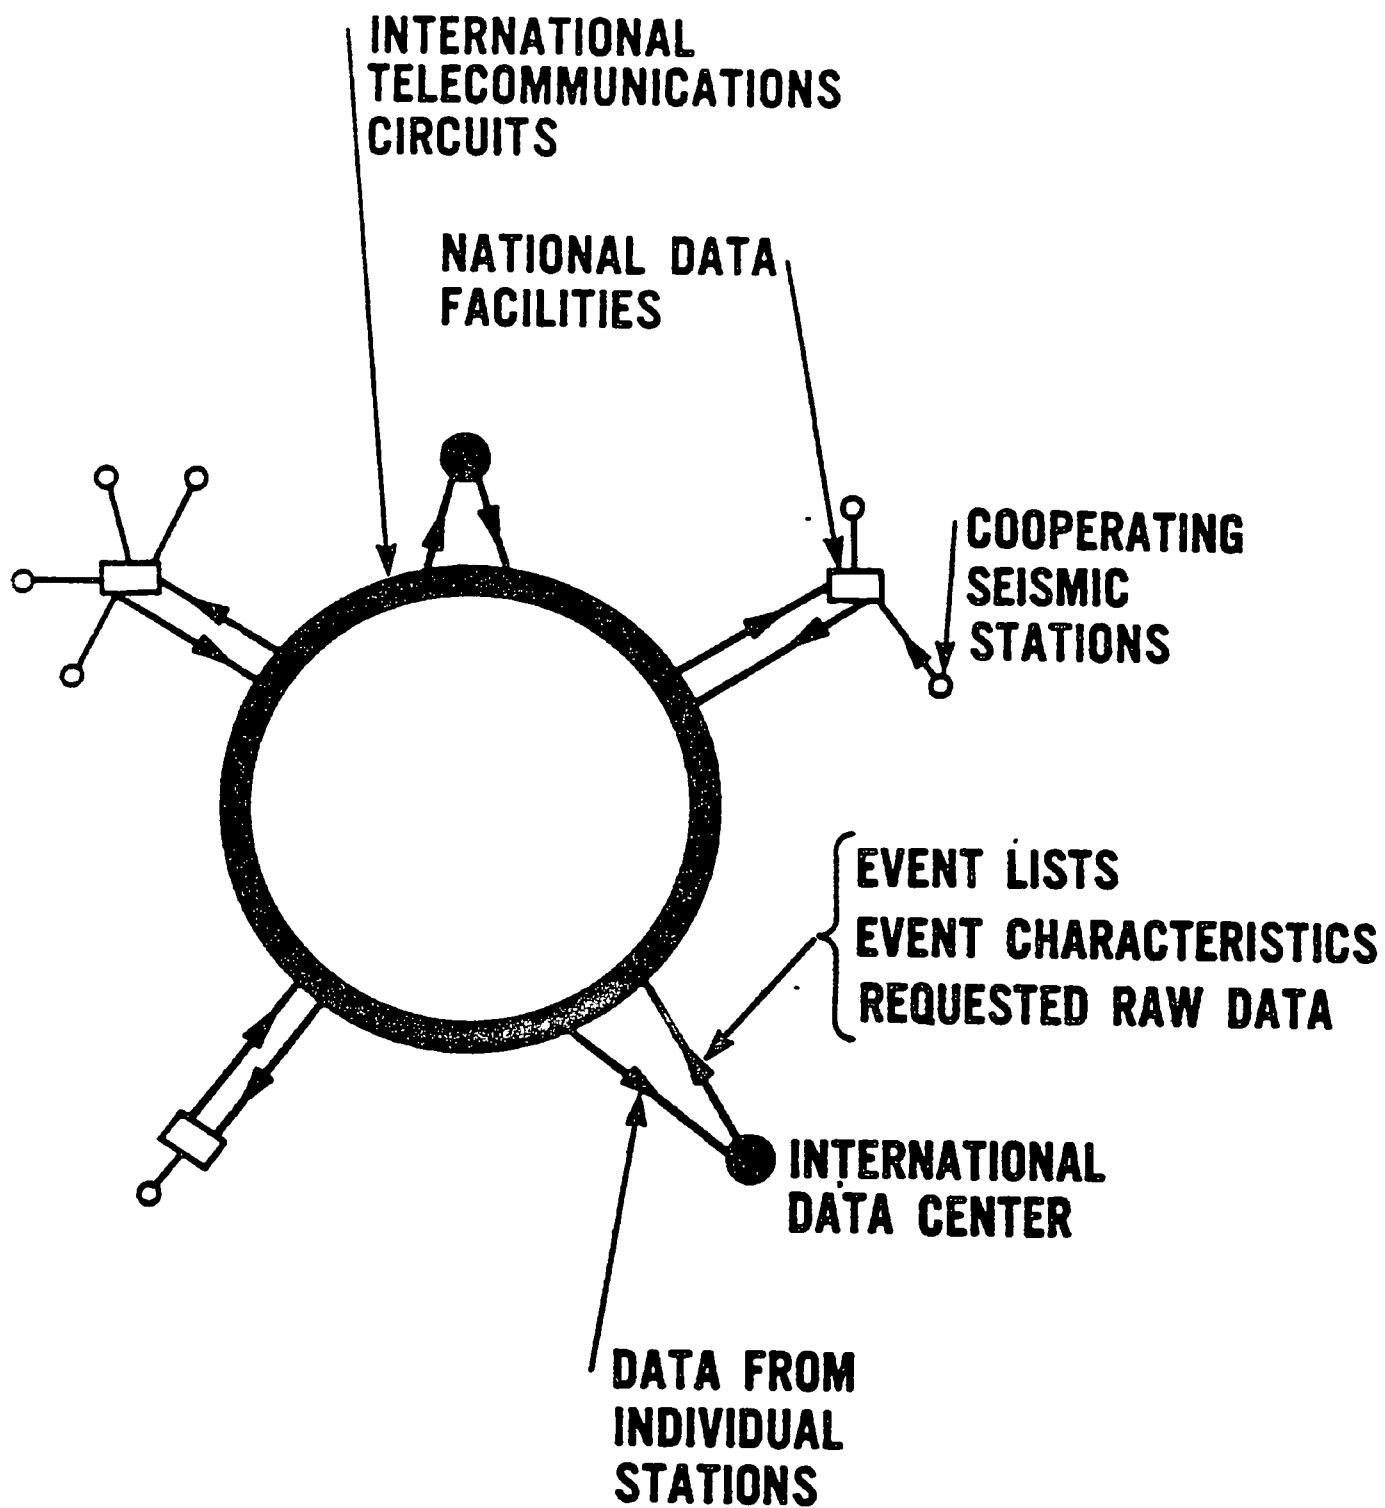 INTERNATIONAL
TELECOMMUNICATIONS
CIRCUITS
NATIONAL DATA
FACILITIES
COOPERATING
SEISMIC
STATIONS
EVENT LISTS
EVENT CHARACTERISTICS
REQUESTED RAW DATA
INTERNATIONAL
DATA CENTER
DATA FROM
INDIVIDUAL
STATIONS